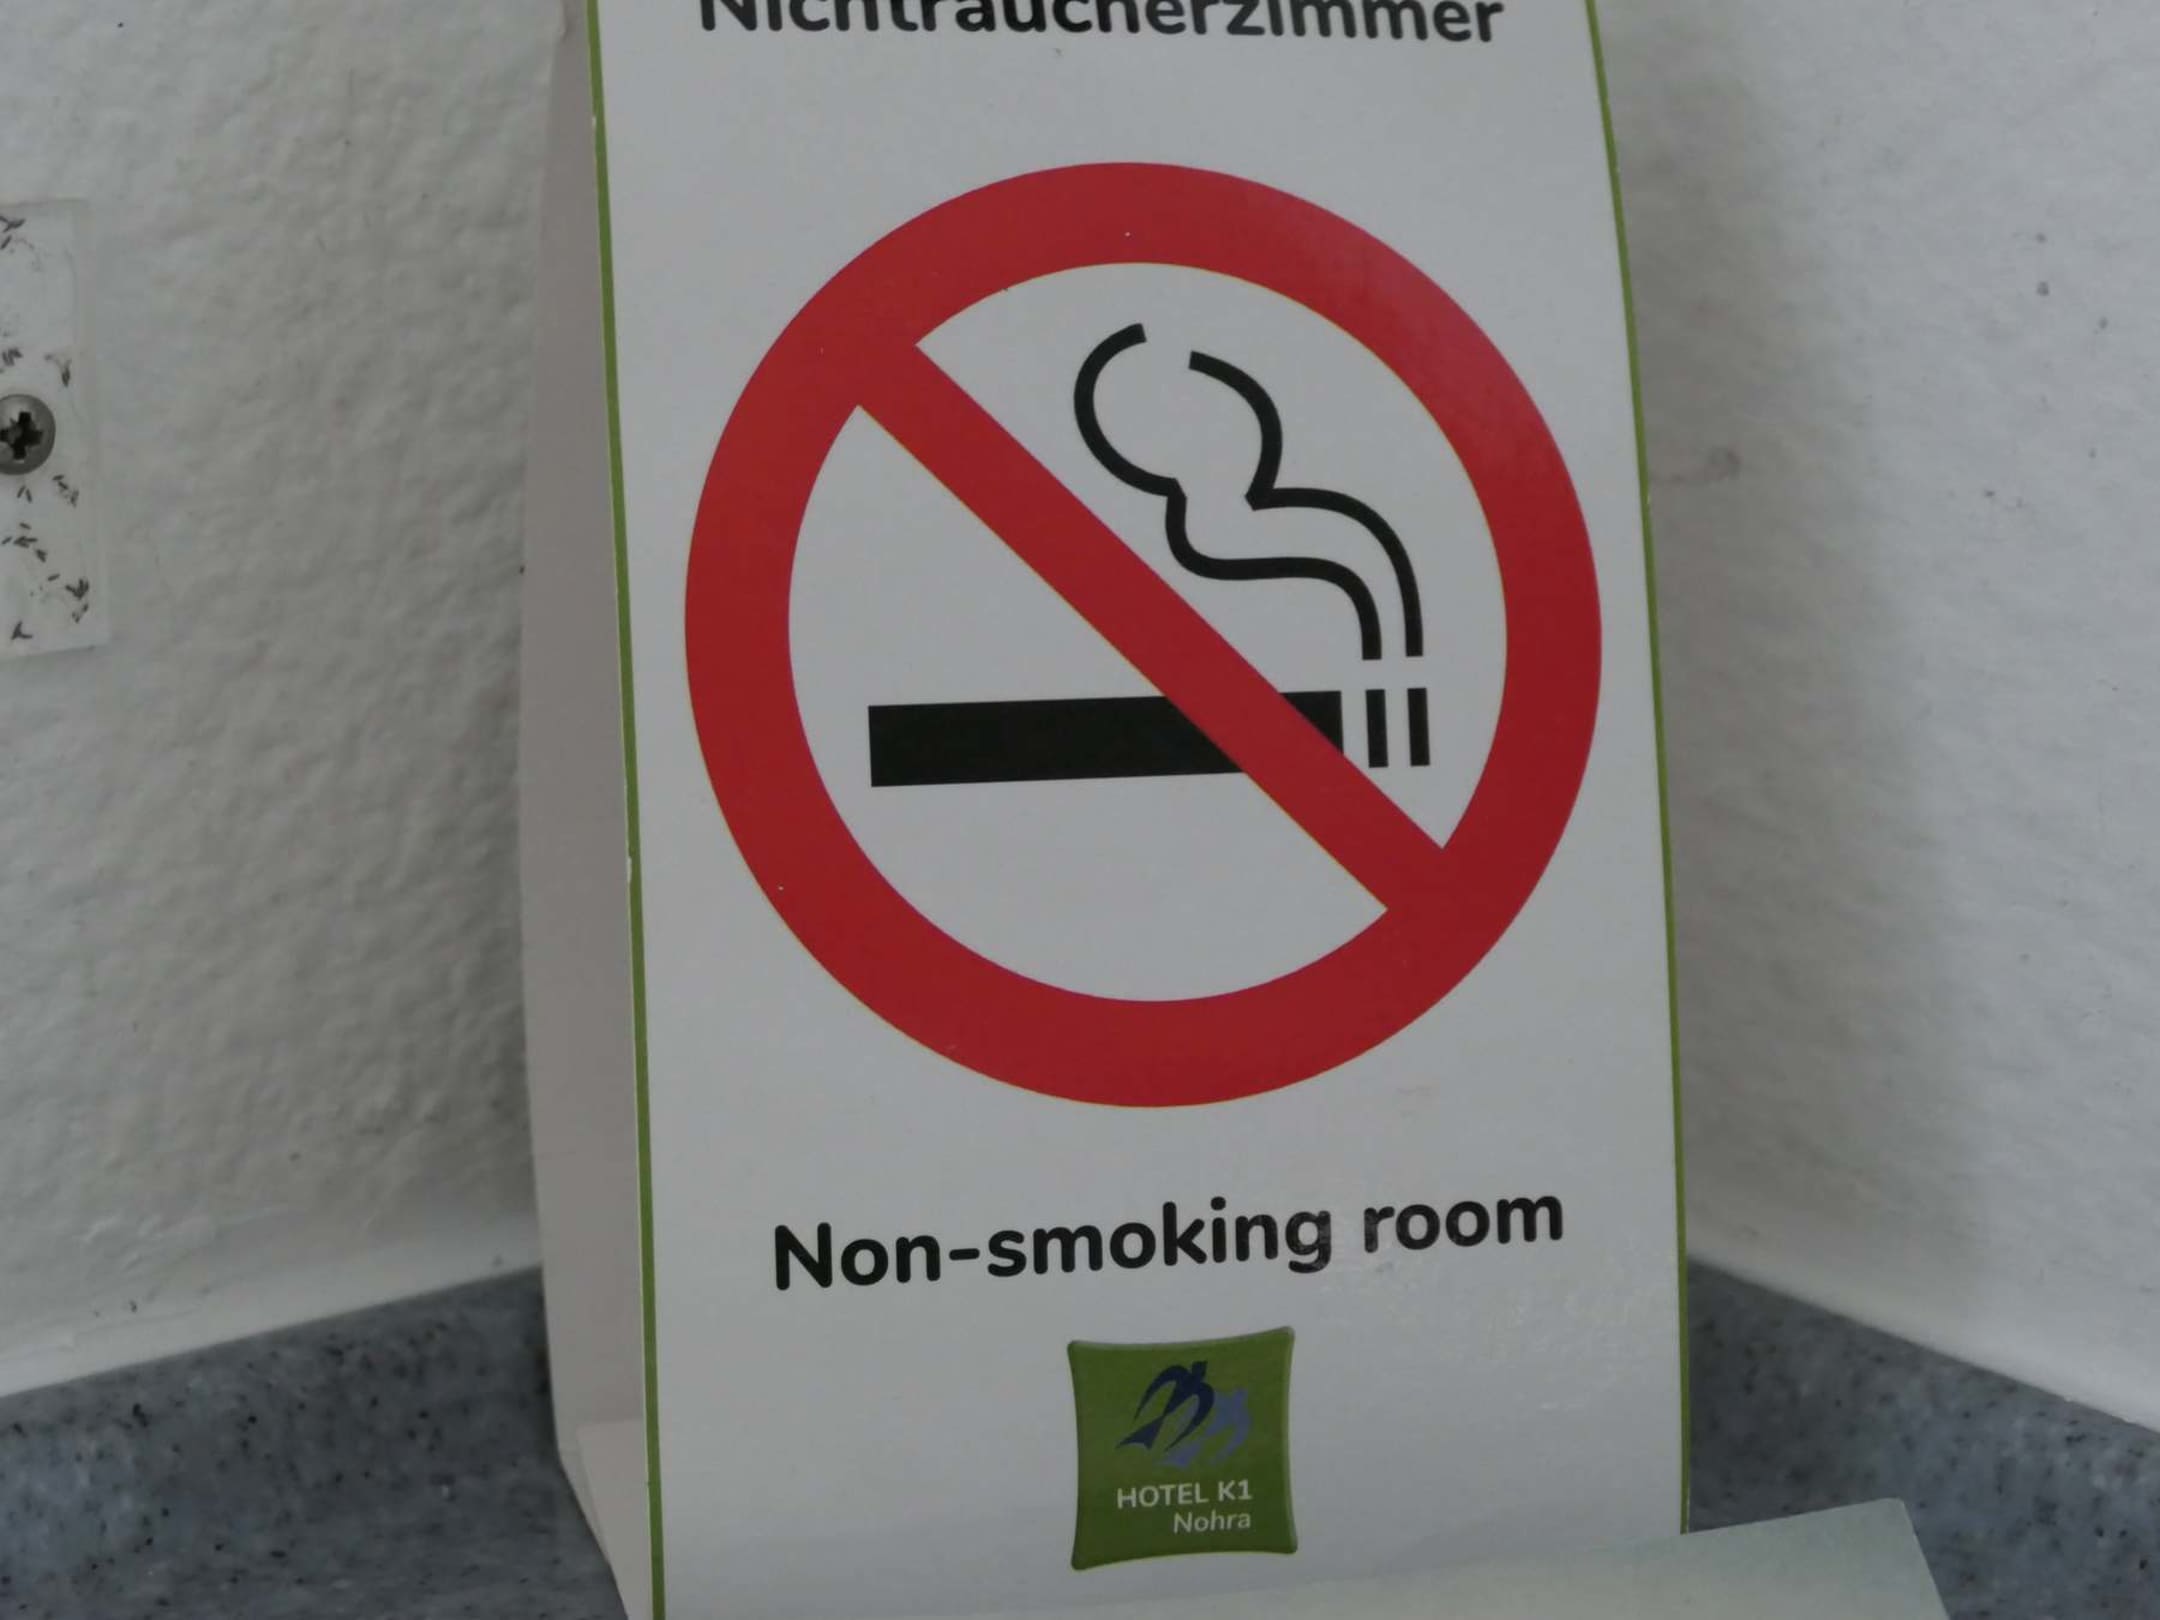 Nichtraucherzimmer
Non-smoking room
HOTEL K1
Nohra